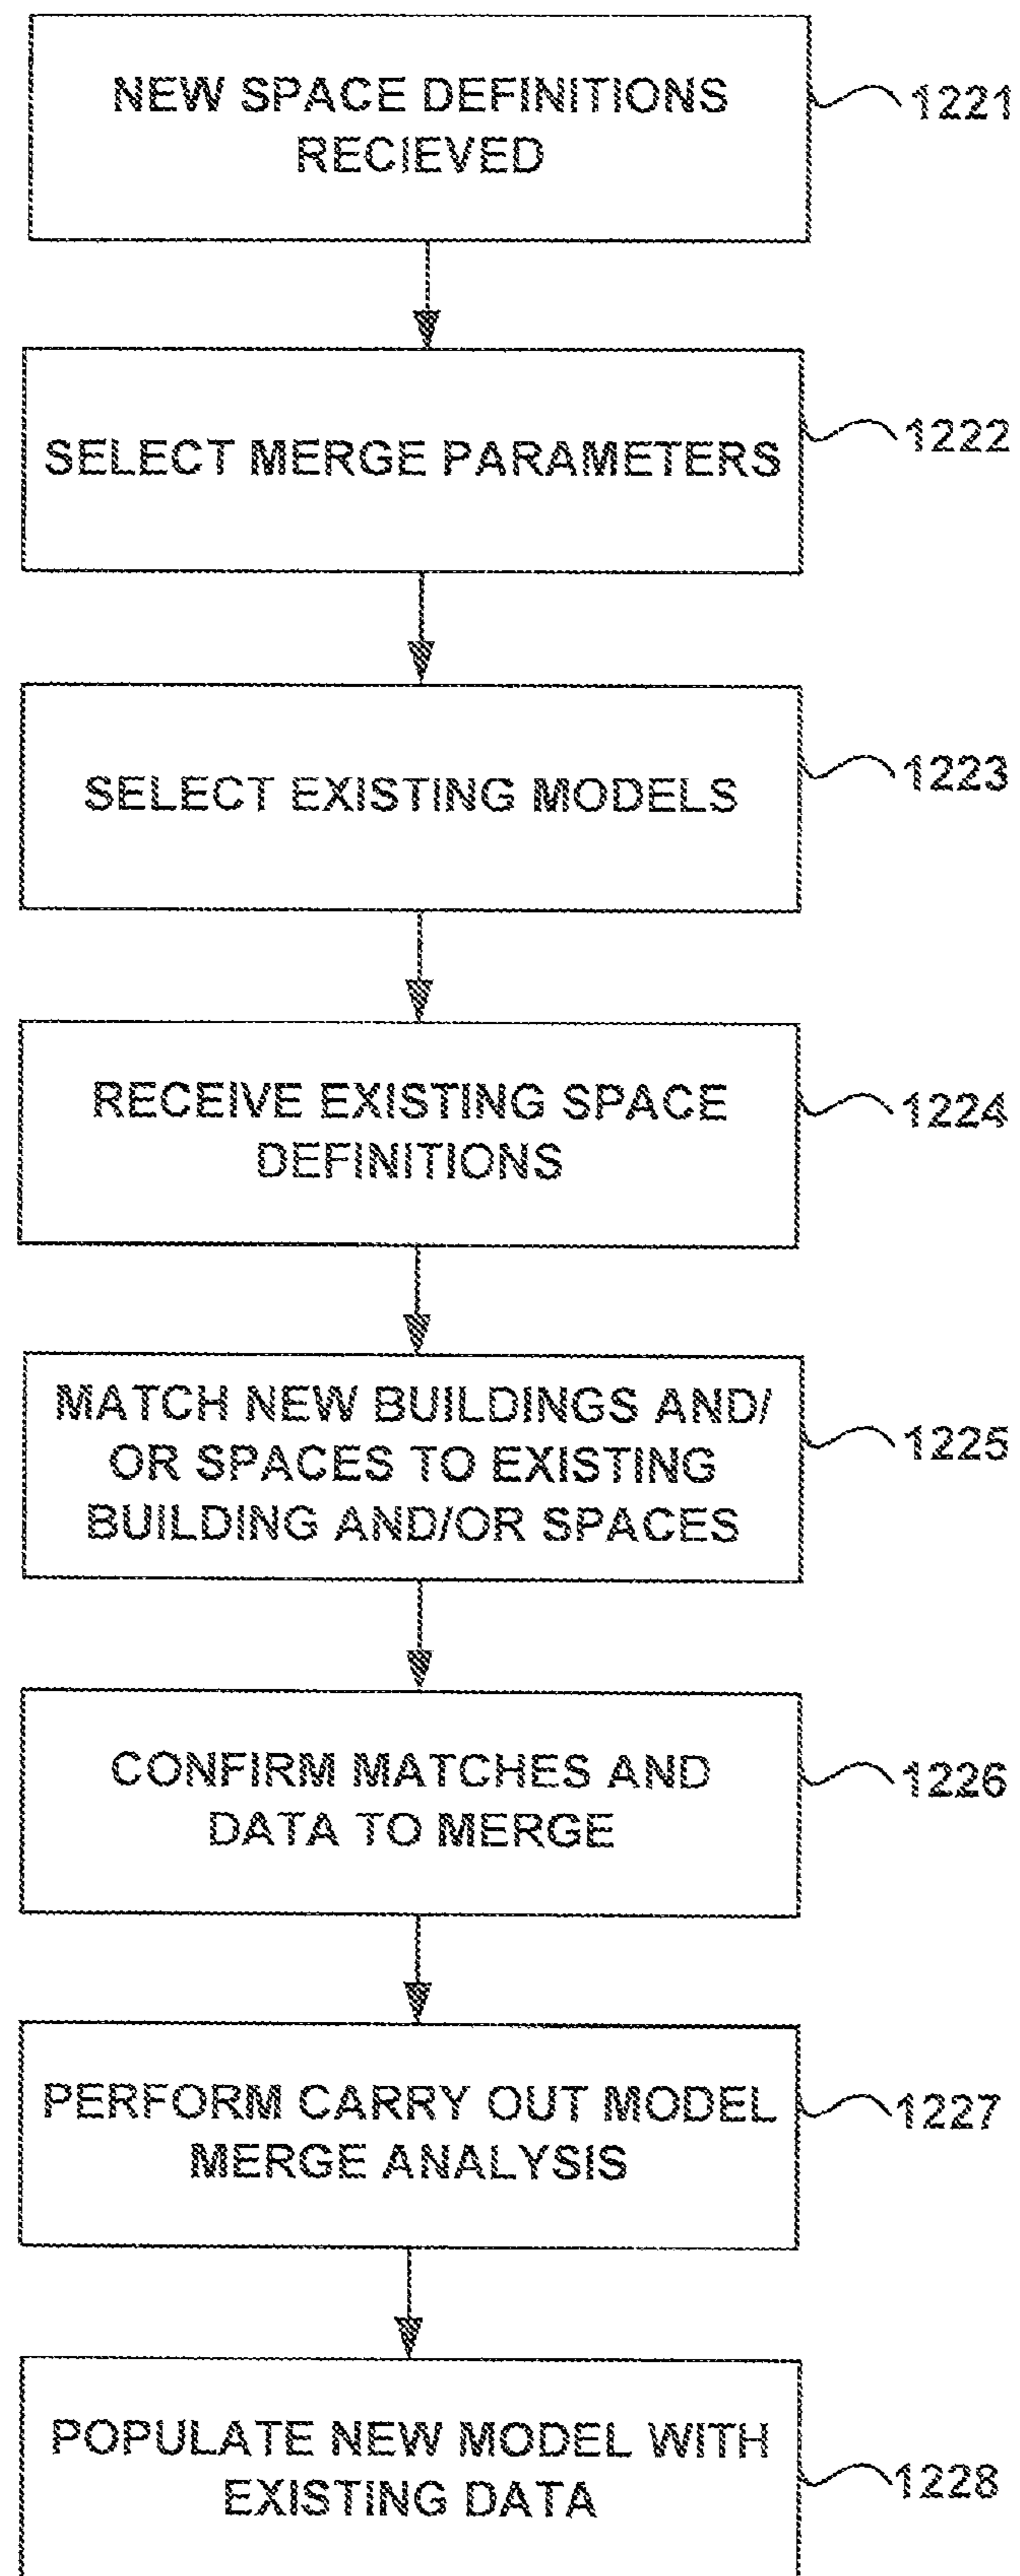 NEW SPACE DEFINITIONS
RECIEVED
1221
SELECT MERGE PARAMETERS
1222
SELECT EXISTING MODELS
1223
RECEIVE EXISTING SPACE
DEFINITIONS
1224
MATCH NEW BUILDINGS AND/
OR SPACES TO EXISTING
BUILDING AND/OR SPACES
1225
CONFIRM MATCHES AND
DATA TO MERGE
1226
PERFORM CARRY OUT MODEL
MERGE ANALYSIS
1227
POPULATE NEW MODEL WITH
EXISTING DATA
1228